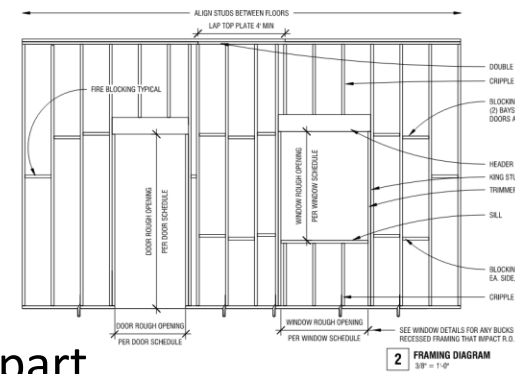 ALIGN STUDS BETWEEN FLOORS
LAP TOP PLATE 4' MIN
DOUBLE
CRIPPLE
FIRE BLOCKING TYPICAL
BLOCKIN
(2) BAYS
DOORS A
HEADER
KING STU
TRIMMER
DOOR ROUGH OPENING
PER DOOR SCHEDULE
WINDOW ROUGH OPENING
PER WINDOW SCHEDULE
SILL
BLOCKIN
EA. SIDE,
CRIPPLE
DOOR ROUGH OPENING
PER DOOR SCHEDULE
WINDOW ROUGH OPENING
PER WINDOW SCHEDULE
SEE WINDOW DETAILS FOR ANY BUCKS
RECESSED FRAMING THAT IMPACT R.O.
2 FRAMING DIAGRAM
3/8" = 1'-0"
part